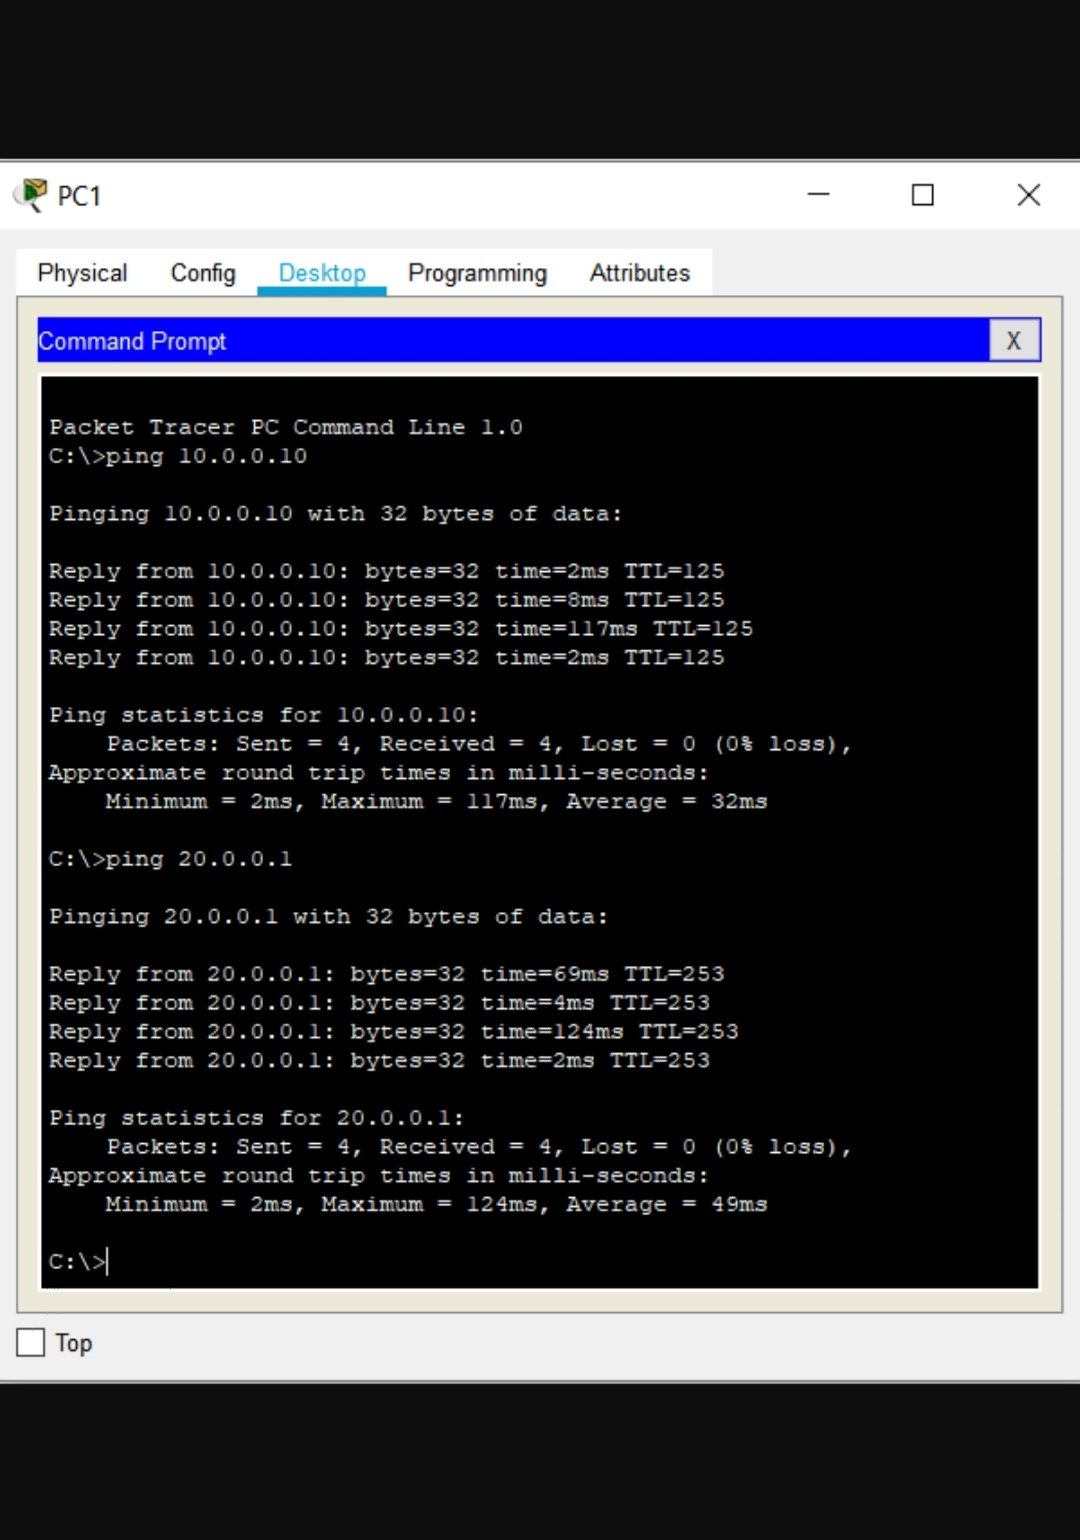 PC1
Physical Config Desktop Programming Attributes
Command Prompt X
Packet Tracer PC Command Line 1.0
C:\>ping 10.0.0.10
Pinging 10.0.0.10 with 32 bytes of data:
Reply from 10.0.0.10: bytes=32 time=2ms TTL=125
Reply from 10.0.0.10: bytes=32 time=8ms TTL=125
Reply from 10.0.0.10: bytes=32 time=117ms TTL=125
Reply from 10.0.0.10: bytes=32 time=2ms TTL=125
Ping statistics for 10.0.0.10:
Packets: Sent = 4, Received = 4, Lost = 0 (0% loss),
Approximate round trip times in milli-seconds:
Minimum = 2ms, Maximum = 117ms, Average = 32ms
C:\>ping 20.0.0.1
Pinging 20.0.0.1 with 32 bytes of data:
Reply from 20.0.0.1: bytes=32 time=69ms TTL=253
Reply from 20.0.0.1: bytes=32 time=4ms TTL=253
Reply from 20.0.0.1: bytes=32 time=124ms TTL=253
Reply from 20.0.0.1: bytes=32 time=2ms TTL=253
Ping statistics for 20.0.0.1:
Packets: Sent = 4, Received = 4, Lost = 0 (0% loss),
Approximate round trip times in milli-seconds:
Minimum = 2ms, Maximum = 124ms, Average = 49ms
C:\>
Top